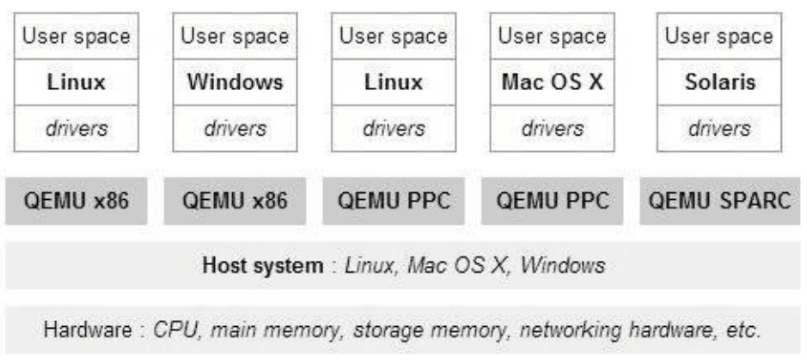 User space User space User space User space User space
Linux Windows Linux Mac OS X Solaris
drivers drivers drivers drivers drivers
QEMU x86 QEMU x86 QEMU PPC QEMU PPC QEMU SPARC
Host system : Linux, Mac OS X, Windows
Hardware : CPU, main memory, storage memory, networking hardware, etc.